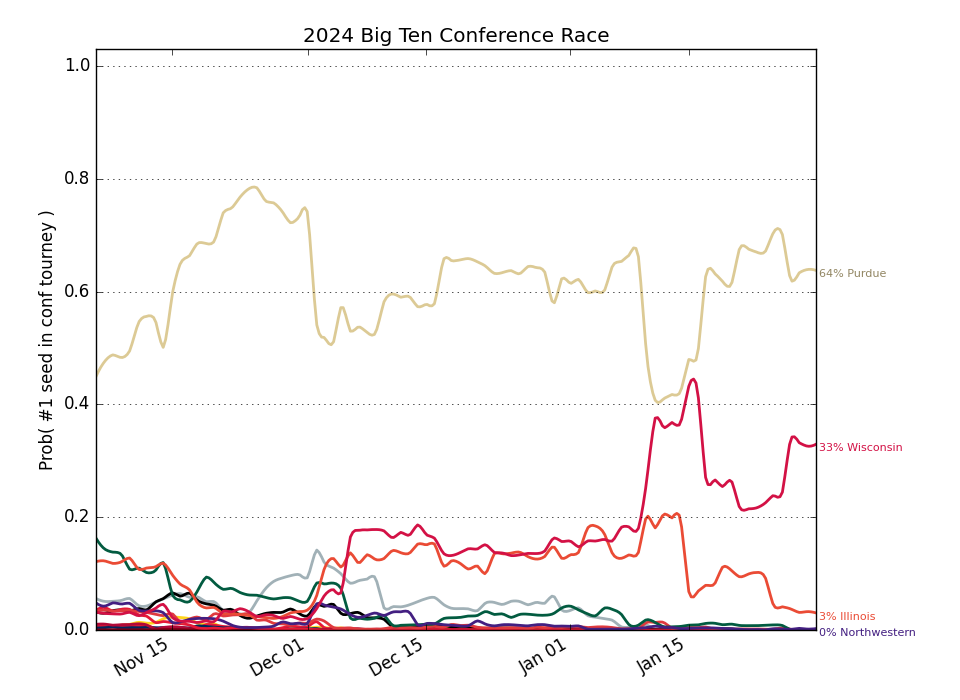 2024 Big Ten Conference Race
Prob( #1 seed in conf tourney )
1.0
0.8
0.6
0.4
0.2
0.0
64% Purdue
33% Wisconsin
3% Illinois
0% Northwestern
Nov 15
Dec 01
Dec 15
Jan 01
Jan 15